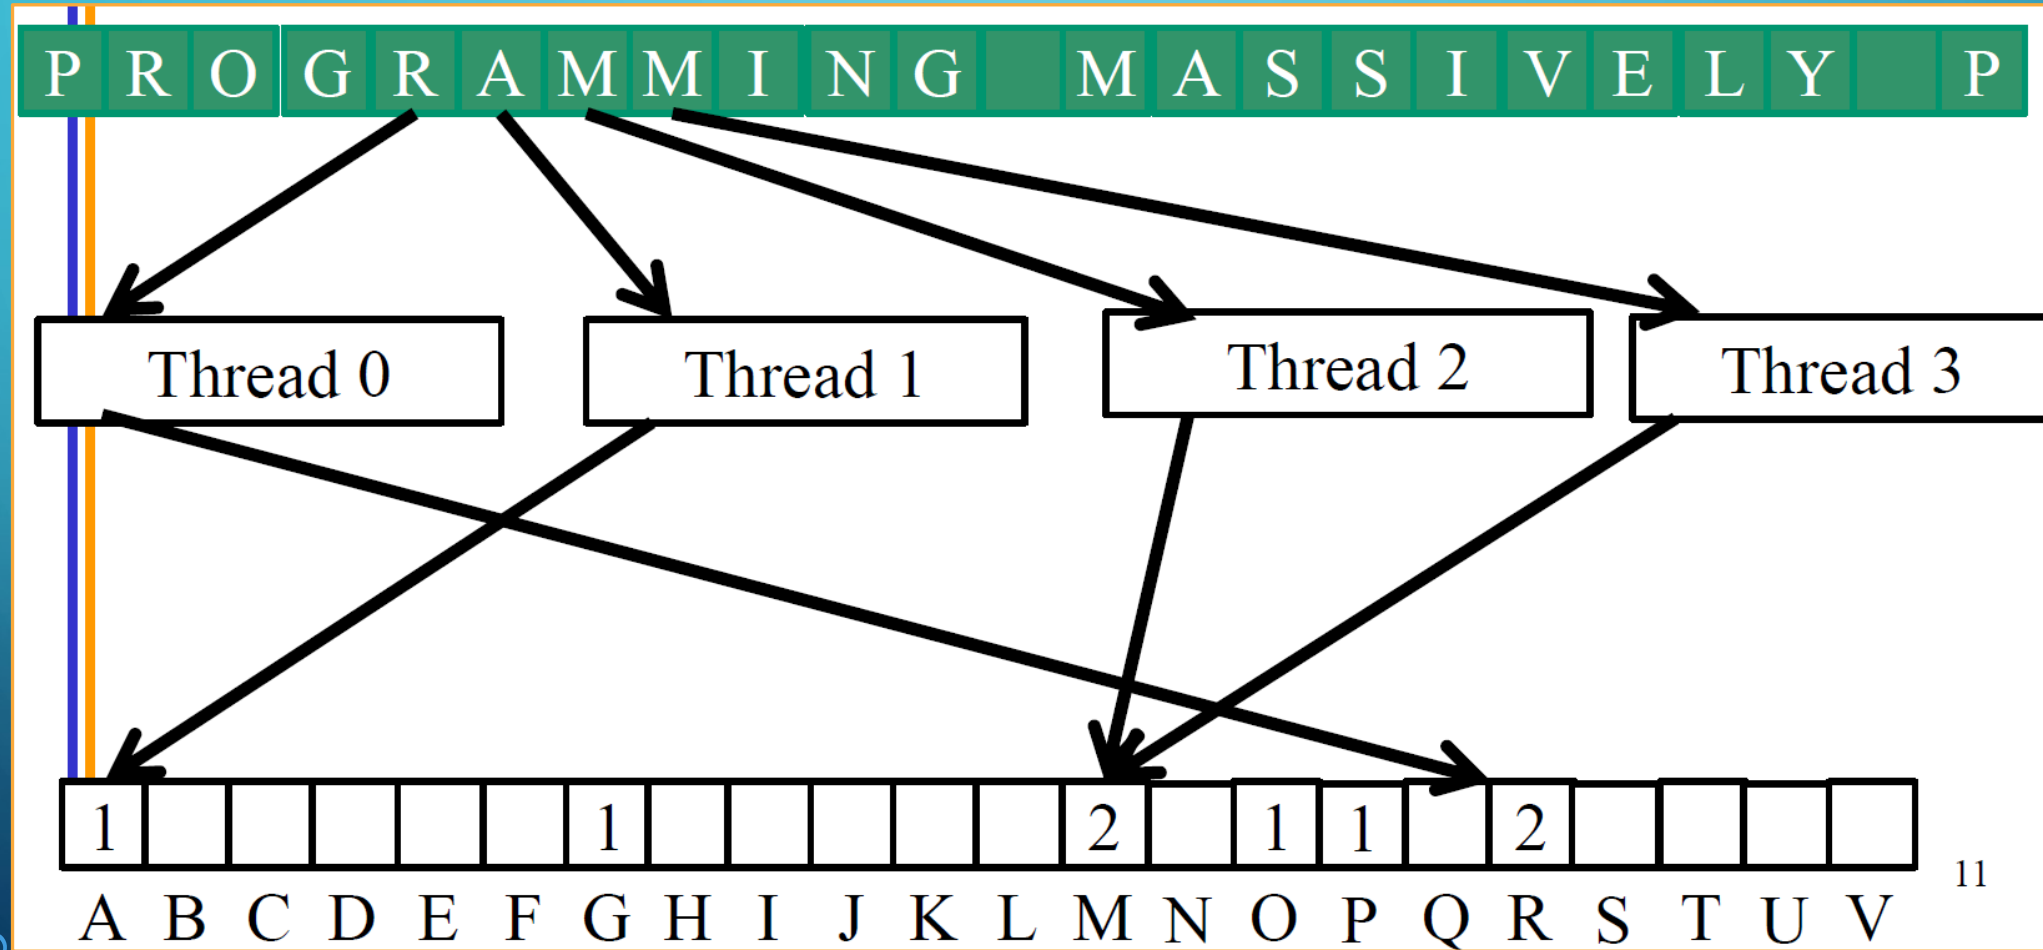 P R O G R A M M I N G M A S S I V E L Y P
Thread 0 Thread 1 Thread 2 Thread 3
1 1 2 1 1 2
11
A B C D E F G H I J K L M N O P Q R S T U V